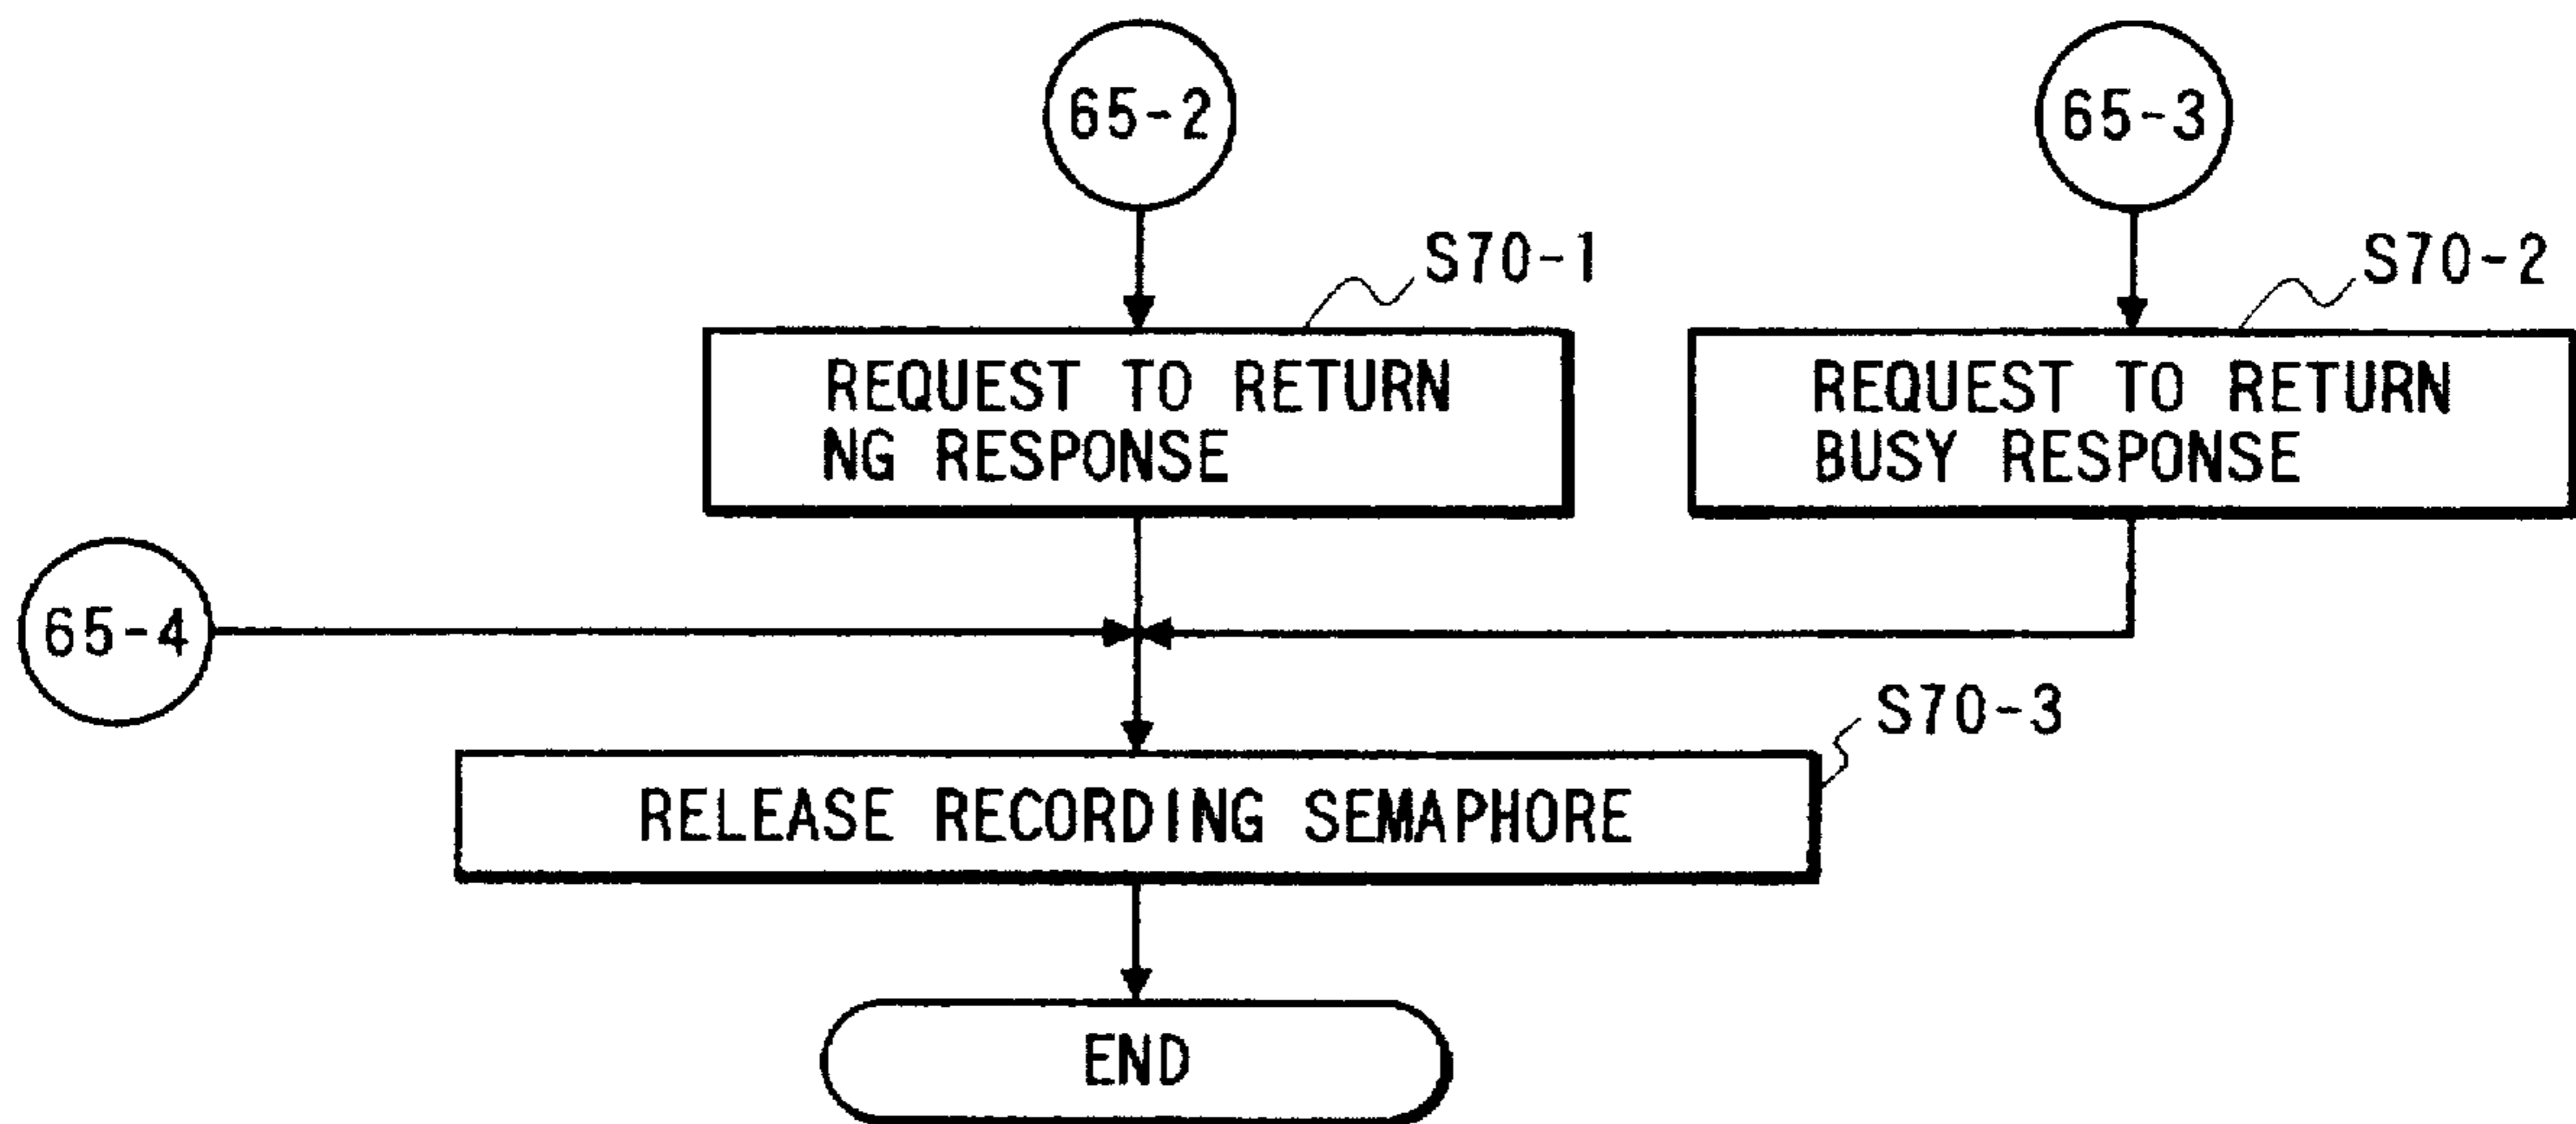 65-2
65-3
S70-1
S70-2
REQUEST TO RETURN
NG RESPONSE
REQUEST TO RETURN
BUSY RESPONSE
65-4
S70-3
RELEASE RECORDING SEMAPHORE
END